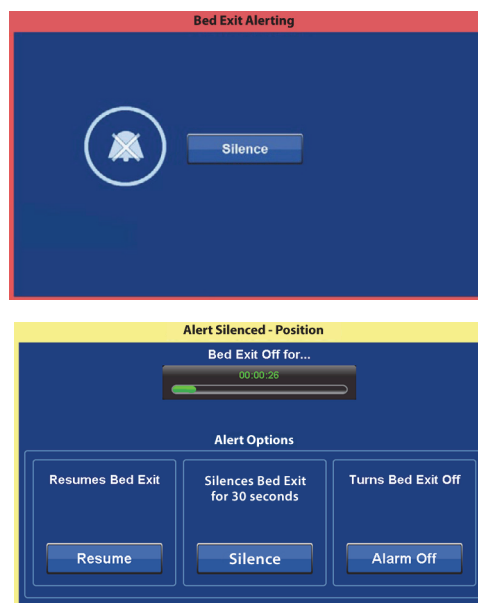 Bed Exit Alerting
Silence
Alert Silenced - Position
Bed Exit Off for...
00:00:26
Alert Options
Resumes Bed Exit
Silences Bed Exit
for 30 seconds
Turns Bed Exit Off
Resume
Silence
Alarm Off